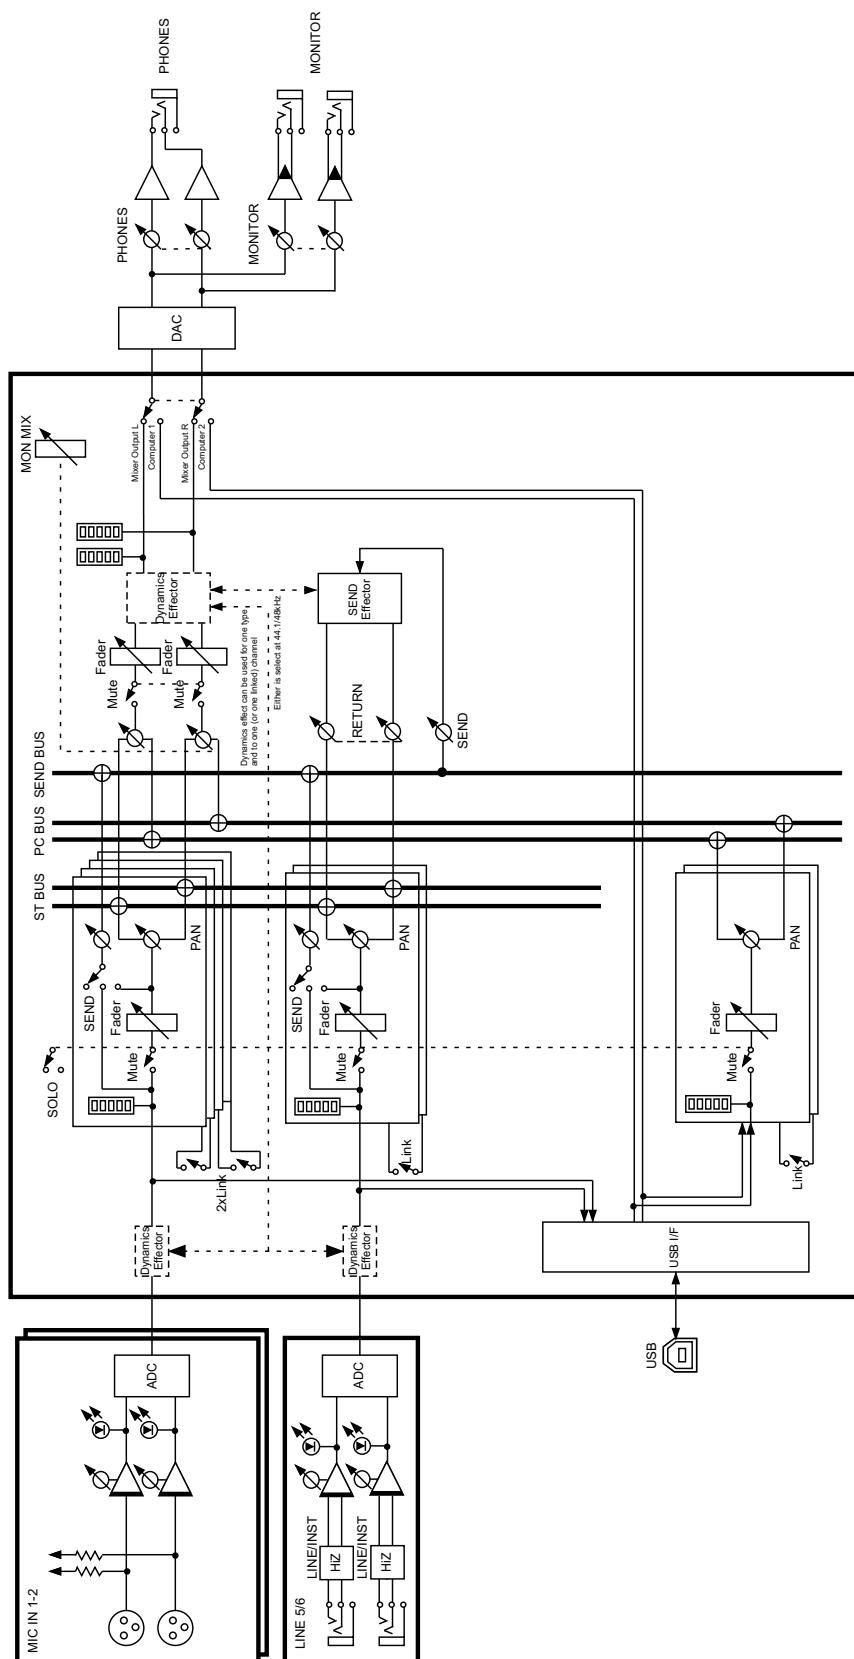 PHONES
MONITOR
PHONES
MONITOR
DAC
MON MIX
Mixer Output L
Computer 1
Mixer Output R
Computer 2
Dynamics
Effector
SEND
Effector
Fader
Fader
Mute
Mute
Dynamics effect can be used for one type
and to one (or one linked) channel
Either is select at 44.1/48kHz
RETURN
SEND
SEND BUS
PC BUS
ST BUS
PAN
PAN
PAN
SEND
SEND
Fader
Fader
Fader
SOLO
Mute
Mute
Mute
2xLink
Link
Link
Dynamics
Effector
Dynamics
Effector
USB I/F
USB
ADC
ADC
LINE/INST
LINE/INST
HiZ
HiZ
MIC IN 1-2
LINE 5/6